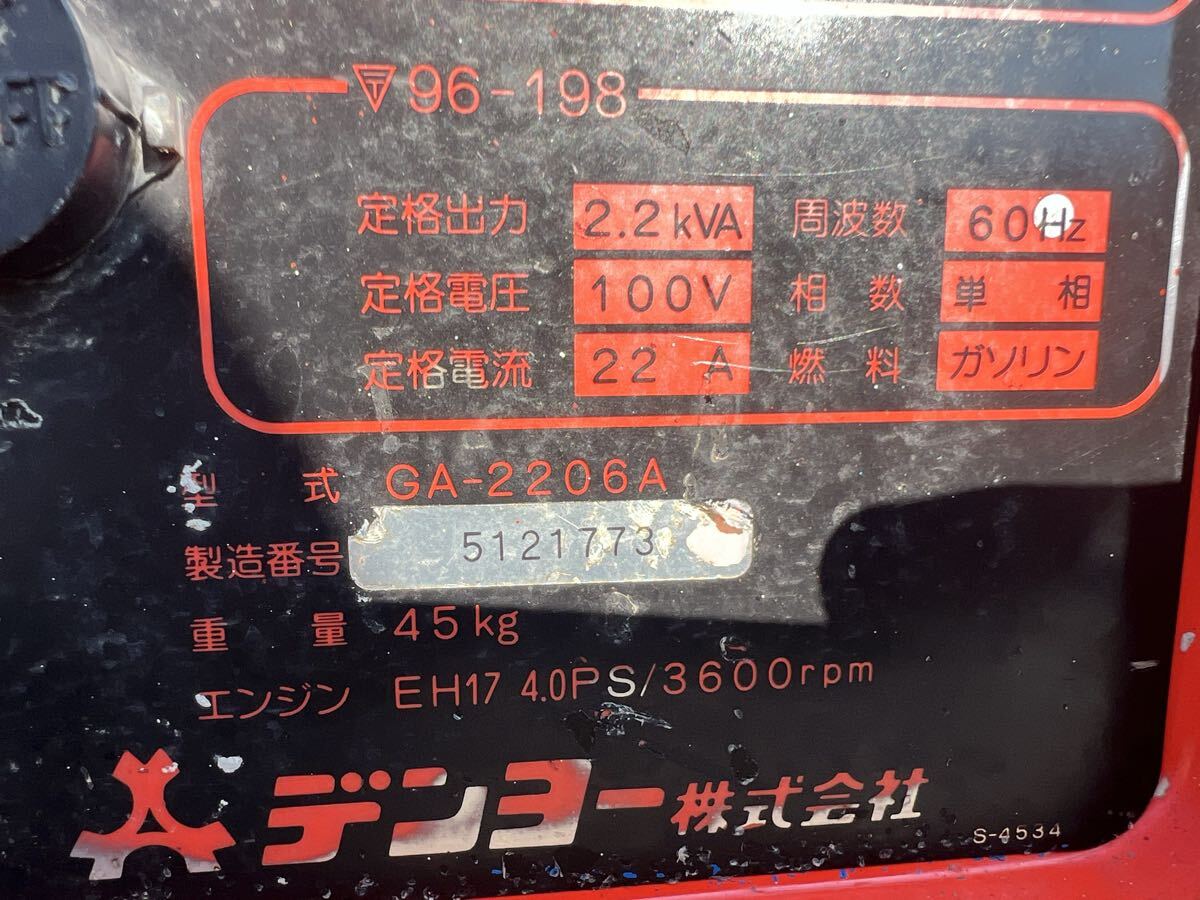 〒96-198
定格出力 2.2kVA 周波数 60Hz
定格電圧 100V 相数 単相
定格電流 22A 燃料 ガソリン
型式 GA-2206A
製造番号 5121773
重量 45kg
エンジン EH17 4.0PS/3600rpm
デンヨー株式会社
S-4534